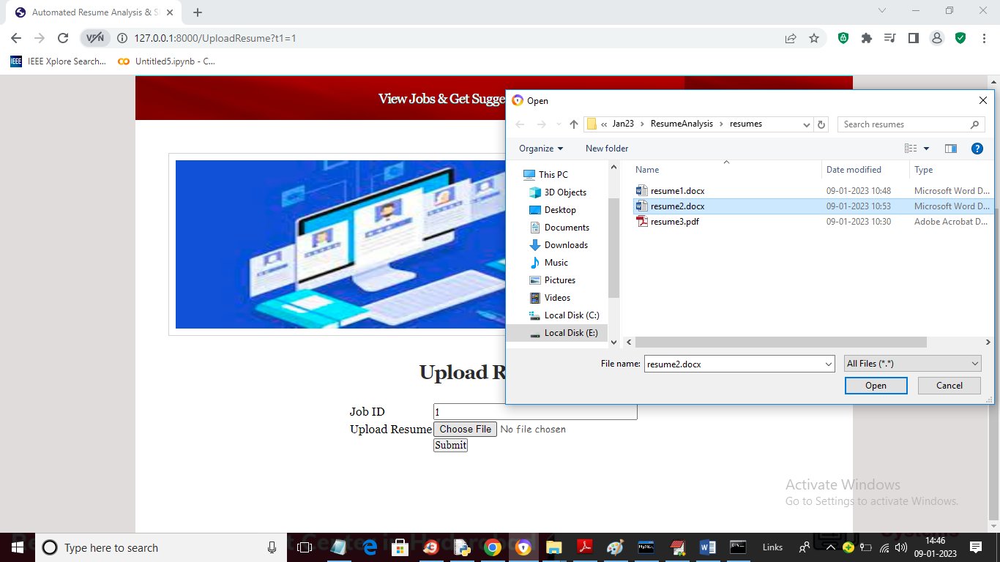 Automated Resume Analysis & S
127.0.0.1:8000/UploadResume?t1=1
IEEE Xplore Search...
Untitled5.ipynb - C...
View Jobs & Get Sugge
Open
« Jan23 › ResumeAnalysis › resumes
Search resumes
Organize
New folder
This PC
3D Objects
Desktop
Documents
Downloads
Music
Pictures
Videos
Local Disk (C:)
Local Disk (E:)
Name Date modified Type
resume1.docx 09-01-2023 10:48 Microsoft Word D...
resume2.docx 09-01-2023 10:53 Microsoft Word D...
resume3.pdf 09-01-2023 10:30 Adobe Acrobat D...
File name: resume2.docx All Files (*.*)
Open Cancel
Upload R
Job ID 1
Upload Resume Choose File No file chosen
Submit
Activate Windows
Go to Settings to activate Windows.
Type here to search
Links
14:46
09-01-2023